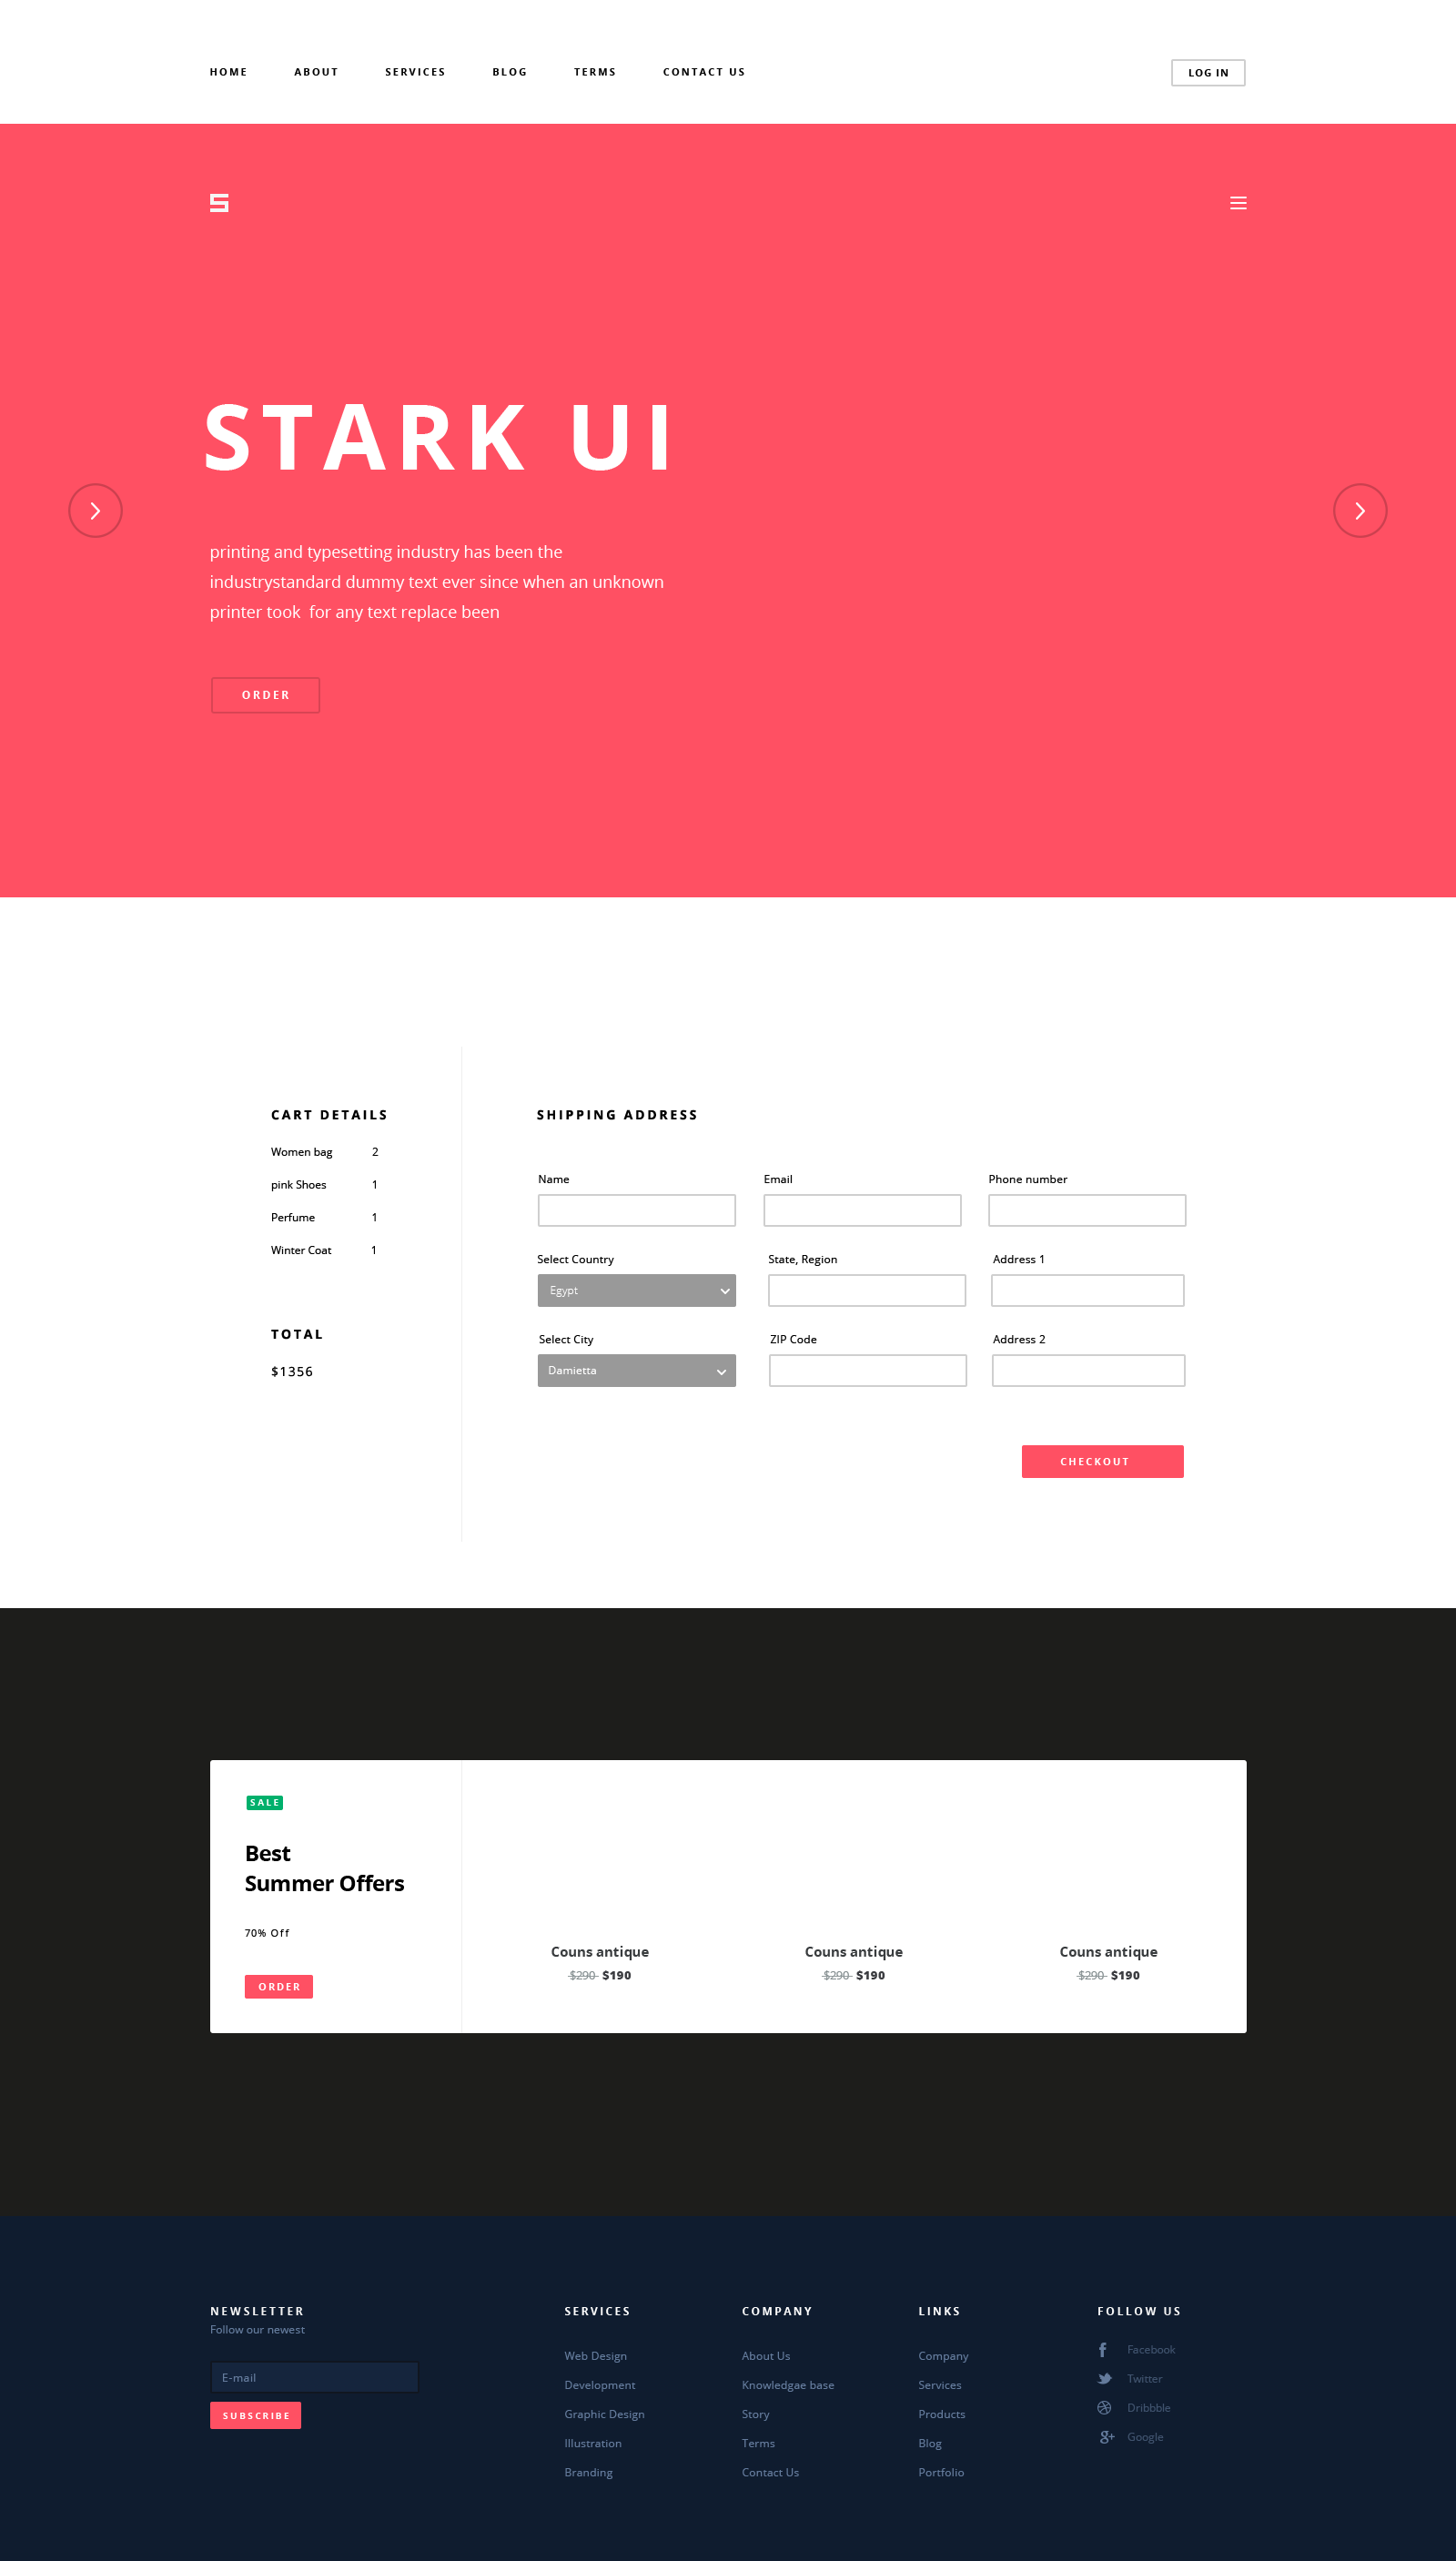 HOME ABOUT SERVICES BLOG TERMS CONTACT US LOG IN
S
STARK UI
printing and typesetting industry has been the
industrystandard dummy text ever since when an unknown
printer took for any text replace been
ORDER
CART DETAILS
Women bag 2
pink Shoes 1
Perfume 1
Winter Coat 1
TOTAL
$1356
SHIPPING ADDRESS
Name Email Phone number
Select Country State, Region Address 1
Egypt
Select City ZIP Code Address 2
Damietta
CHECKOUT
SALE
Best
Summer Offers
70% Off
ORDER
Couns antique Couns antique Couns antique
$290 $190 $290 $190 $290 $190
NEWSLETTER
Follow our newest
E-mail
SUBSCRIBE
SERVICES
Web Design
Development
Graphic Design
Illustration
Branding
COMPANY
About Us
Knowledgae base
Story
Terms
Contact Us
LINKS
Company
Services
Products
Blog
Portfolio
FOLLOW US
Facebook
Twitter
Dribbble
Google